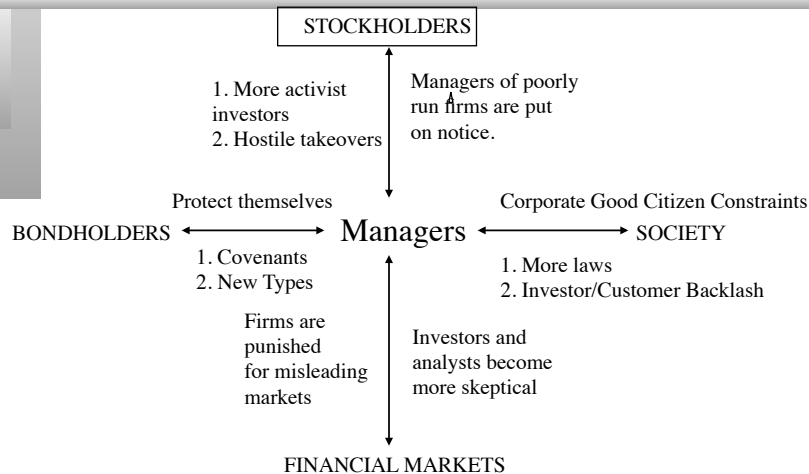 STOCKHOLDERS
1. More activist
investors
2. Hostile takeovers
Managers of poorly
run firms are put
on notice.
Protect themselves
Corporate Good Citizen Constraints
BONDHOLDERS
Managers
SOCIETY
1. Covenants
2. New Types
1. More laws
2. Investor/Customer Backlash
Firms are
punished
for misleading
markets
Investors and
analysts become
more skeptical
FINANCIAL MARKETS